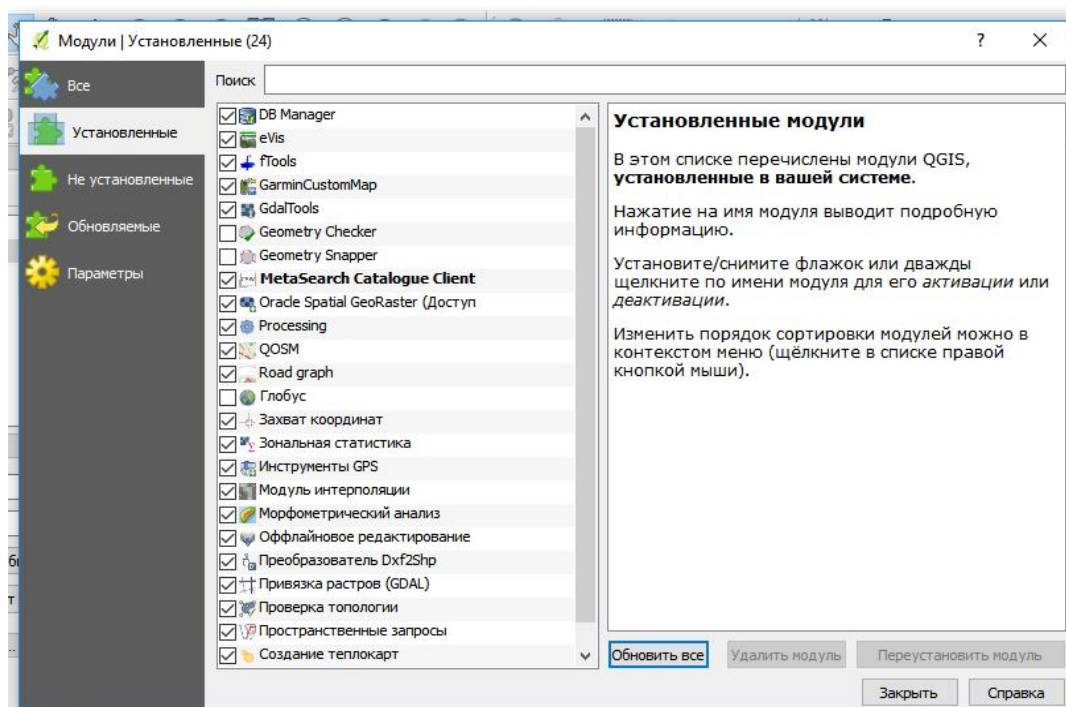 Модули | Установленные (24)
?
Все
Установленные
Не установленные
Обновляемые
Параметры
Поиск
DB Manager
eVis
fTools
GarminCustomMap
GdalTools
Geometry Checker
Geometry Snapper
MetaSearch Catalogue Client
Oracle Spatial GeoRaster (Доступ
Processing
QOSM
Road graph
Глобус
Захват координат
Зональная статистика
Инструменты GPS
Модуль интерполяции
Морфометрический анализ
Оффлайновое редактирование
Преобразователь Dxf2Shp
Привязка растров (GDAL)
Проверка топологии
Пространственные запросы
Создание теплокарт
Установленные модули
В этом списке перечислены модули QGIS,
установленные в вашей системе.
Нажатие на имя модуля выводит подробную
информацию.
Установите/снимите флажок или дважды
щелкните по имени модуля для его активации или
деактивации.
Изменить порядок сортировки модулей можно в
контекстом меню (щёлкните в списке правой
кнопкой мыши).
Обновить все
Удалить модуль
Переустановить модуль
Закрыть
Справка